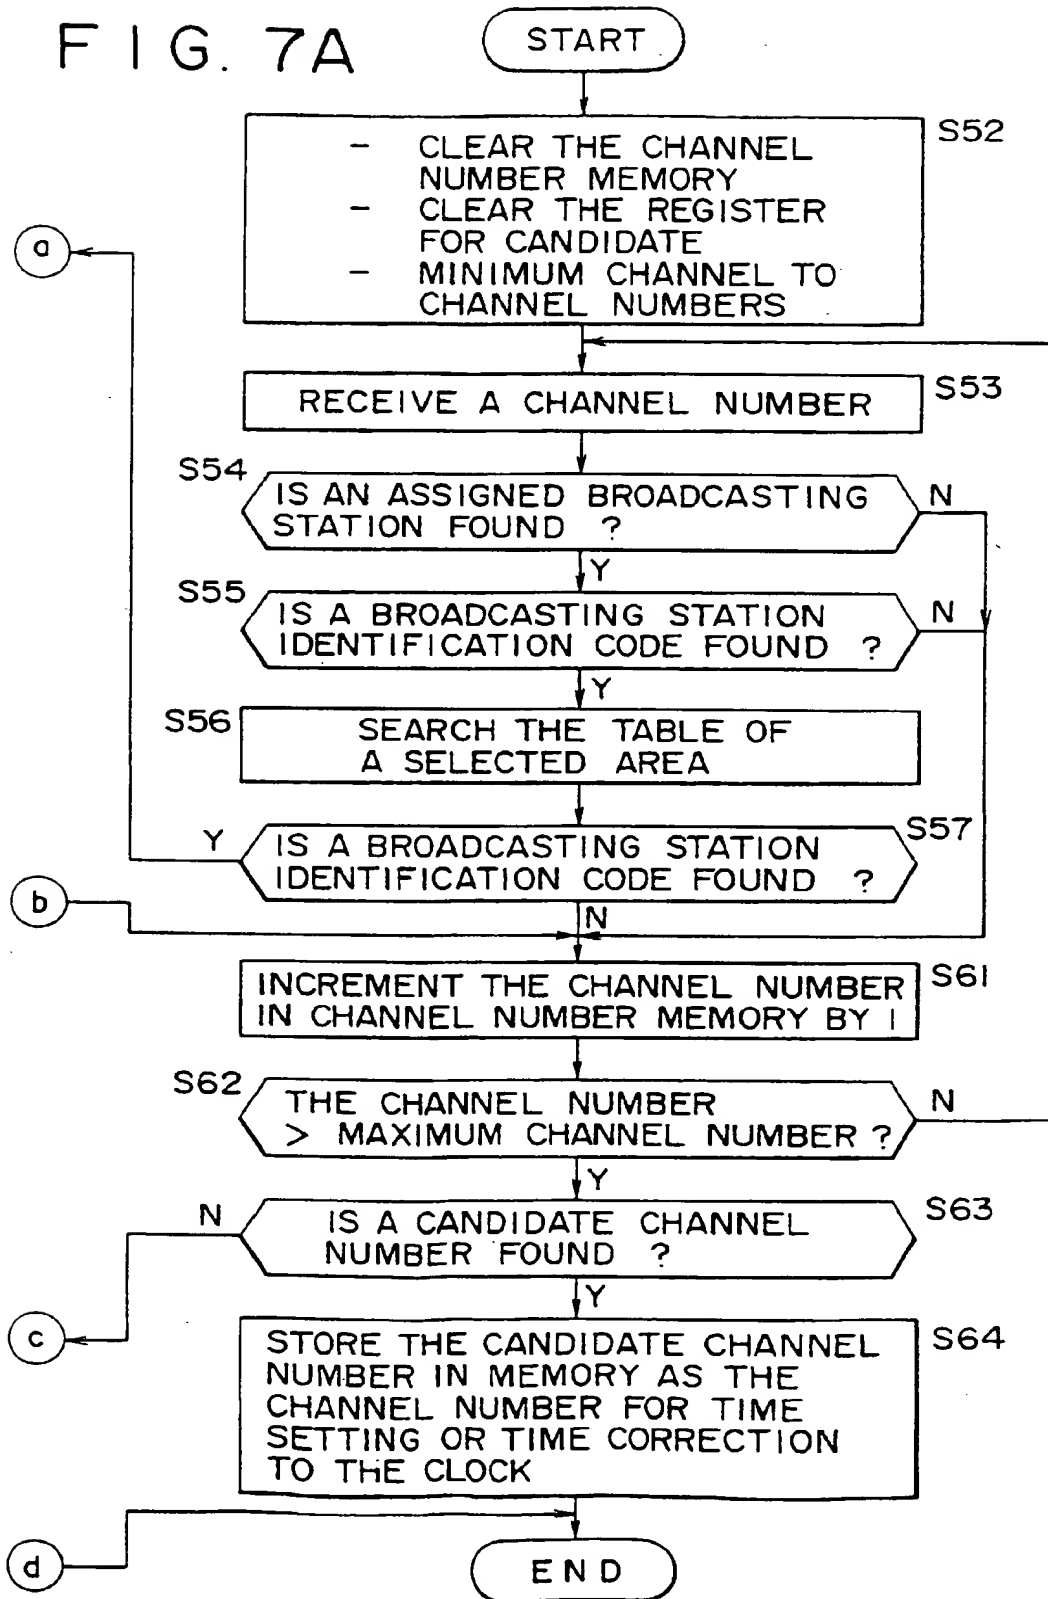 FIG. 7A
START
S52
- CLEAR THE CHANNEL
NUMBER MEMORY
- CLEAR THE REGISTER
FOR CANDIDATE
- MINIMUM CHANNEL TO
CHANNEL NUMBERS
a
S53
RECEIVE A CHANNEL NUMBER
S54
IS AN ASSIGNED BROADCASTING
STATION FOUND ?
N
Y
S55
IS A BROADCASTING STATION
IDENTIFICATION CODE FOUND ?
N
Y
S56
SEARCH THE TABLE OF
A SELECTED AREA
Y
S57
IS A BROADCASTING STATION
IDENTIFICATION CODE FOUND ?
b
N
S61
INCREMENT THE CHANNEL NUMBER
IN CHANNEL NUMBER MEMORY BY 1
S62
THE CHANNEL NUMBER
> MAXIMUM CHANNEL NUMBER ?
N
Y
N
S63
IS A CANDIDATE CHANNEL
NUMBER FOUND ?
Y
c
S64
STORE THE CANDIDATE CHANNEL
NUMBER IN MEMORY AS THE
CHANNEL NUMBER FOR TIME
SETTING OR TIME CORRECTION
TO THE CLOCK
d
END